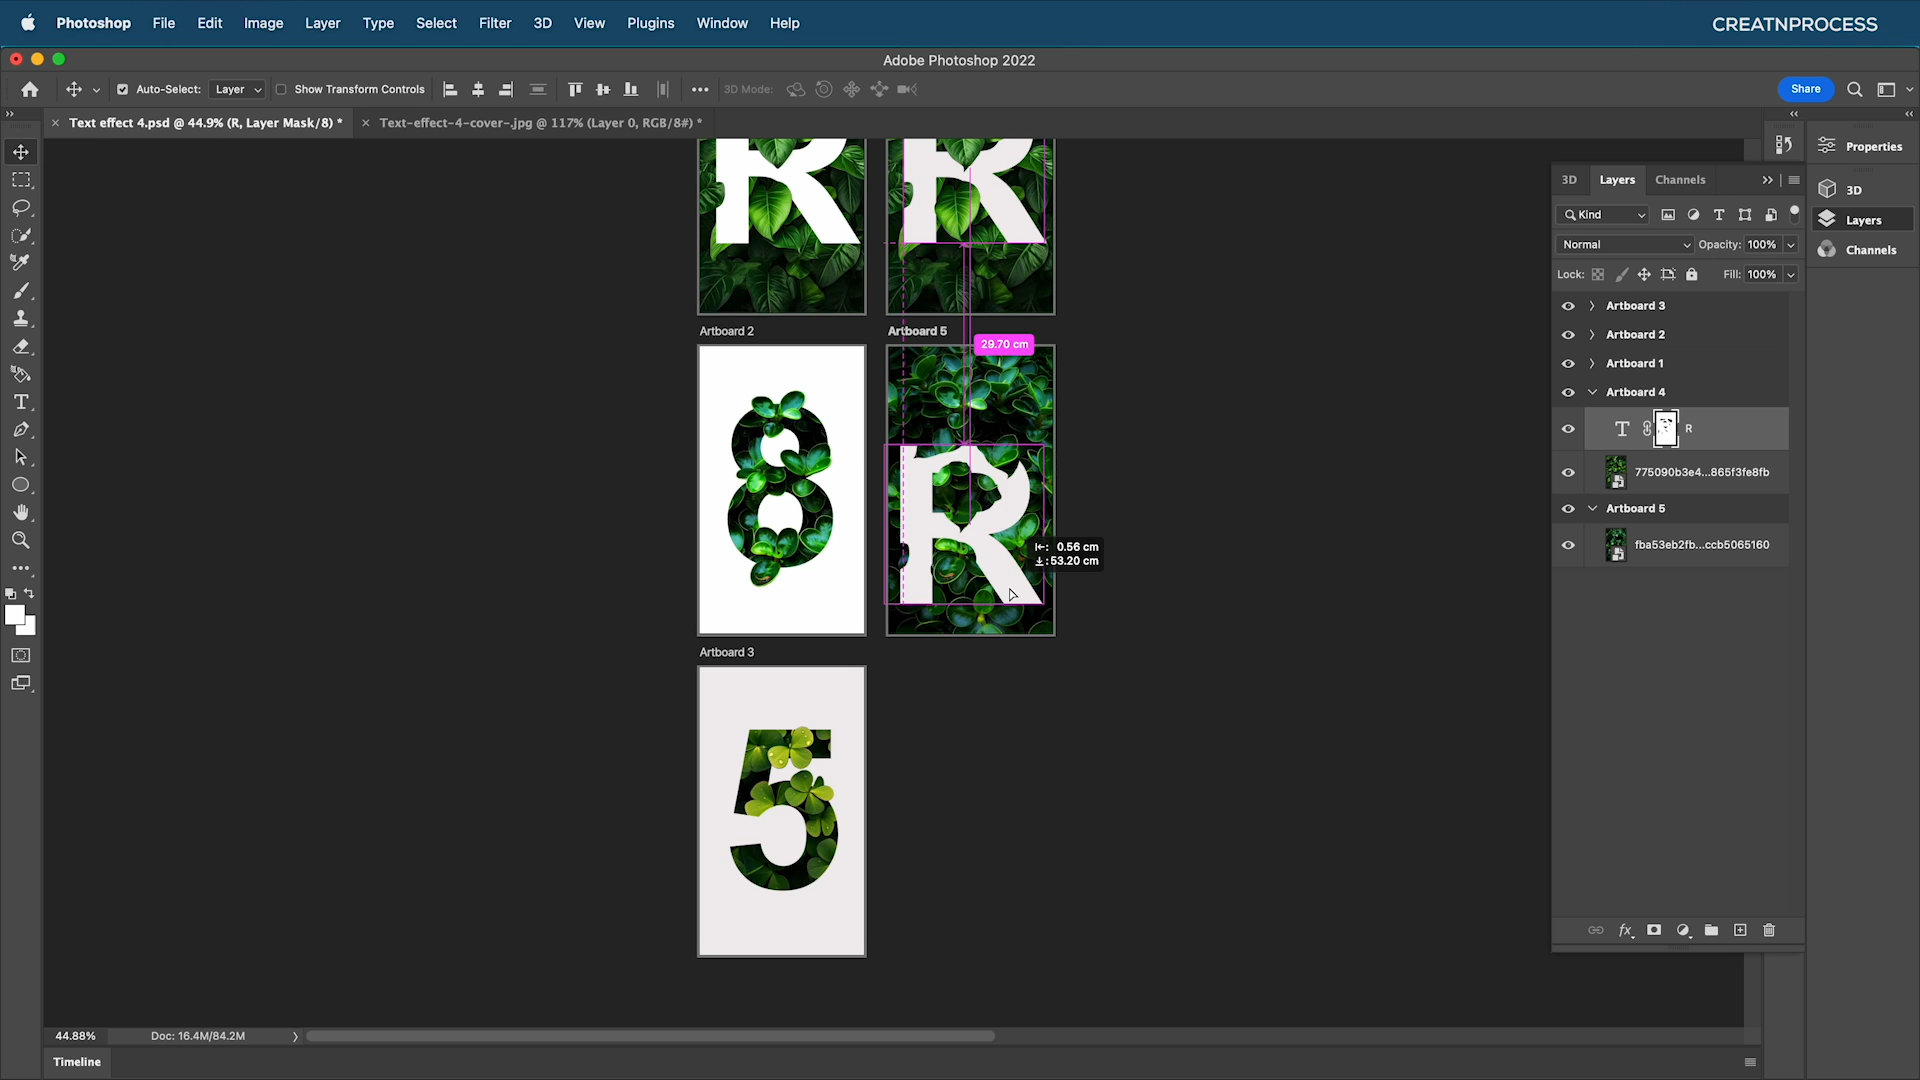 Photoshop File Edit Image Layer Type Select Filter 3D View Plugins Window Help CREATNPROCESS
Adobe Photoshop 2022
Auto-Select: Layer Show Transform Controls 3D Mode: Share
Text effect 4.psd @ 44.9% (R, Layer Mask/8) * Text-effect-4-cover-.jpg @ 117% (Layer 0, RGB/8#) *
R R
Artboard 2 Artboard 5
29.70 cm
8
R
0.56 cm
53.20 cm
Artboard 3
5
3D Layers Channels
Kind
Normal Opacity: 100%
Lock: Fill: 100%
Artboard 3
Artboard 2
Artboard 1
Artboard 4
R
775090b3e4...865f3fe8fb
Artboard 5
fba53eb2fb...ccb5065160
fx
Properties
3D
Layers
Channels
44.88% Doc: 16.4M/84.2M
Timeline